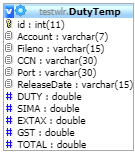 testwlr.DutyTemp
id : int(11)
Account : varchar(7)
Fileno : varchar(15)
CCN : varchar(30)
Port : varchar(30)
ReleaseDate : varchar(15)
DUTY : double
SIMA : double
EXTAX : double
GST : double
TOTAL : double